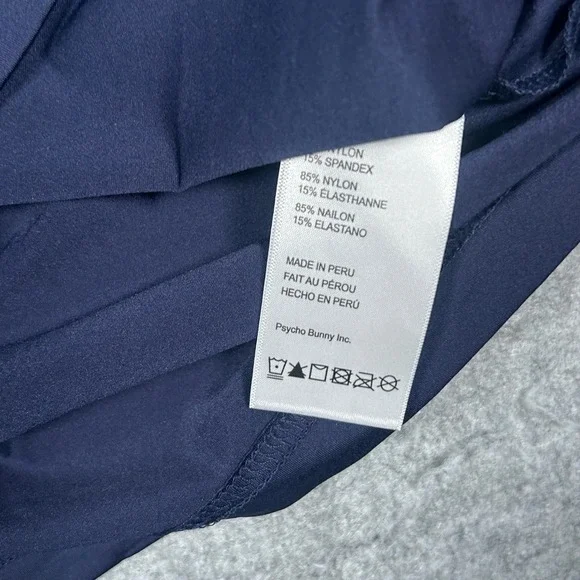 NYLON
15% SPANDEX
85% NYLON
15% ÉLASTHANNE
85% NAILON
15% ELASTANO
MADE IN PERU
FAIT AU PÉROU
HECHO EN PERÚ
Psycho Bunny Inc.